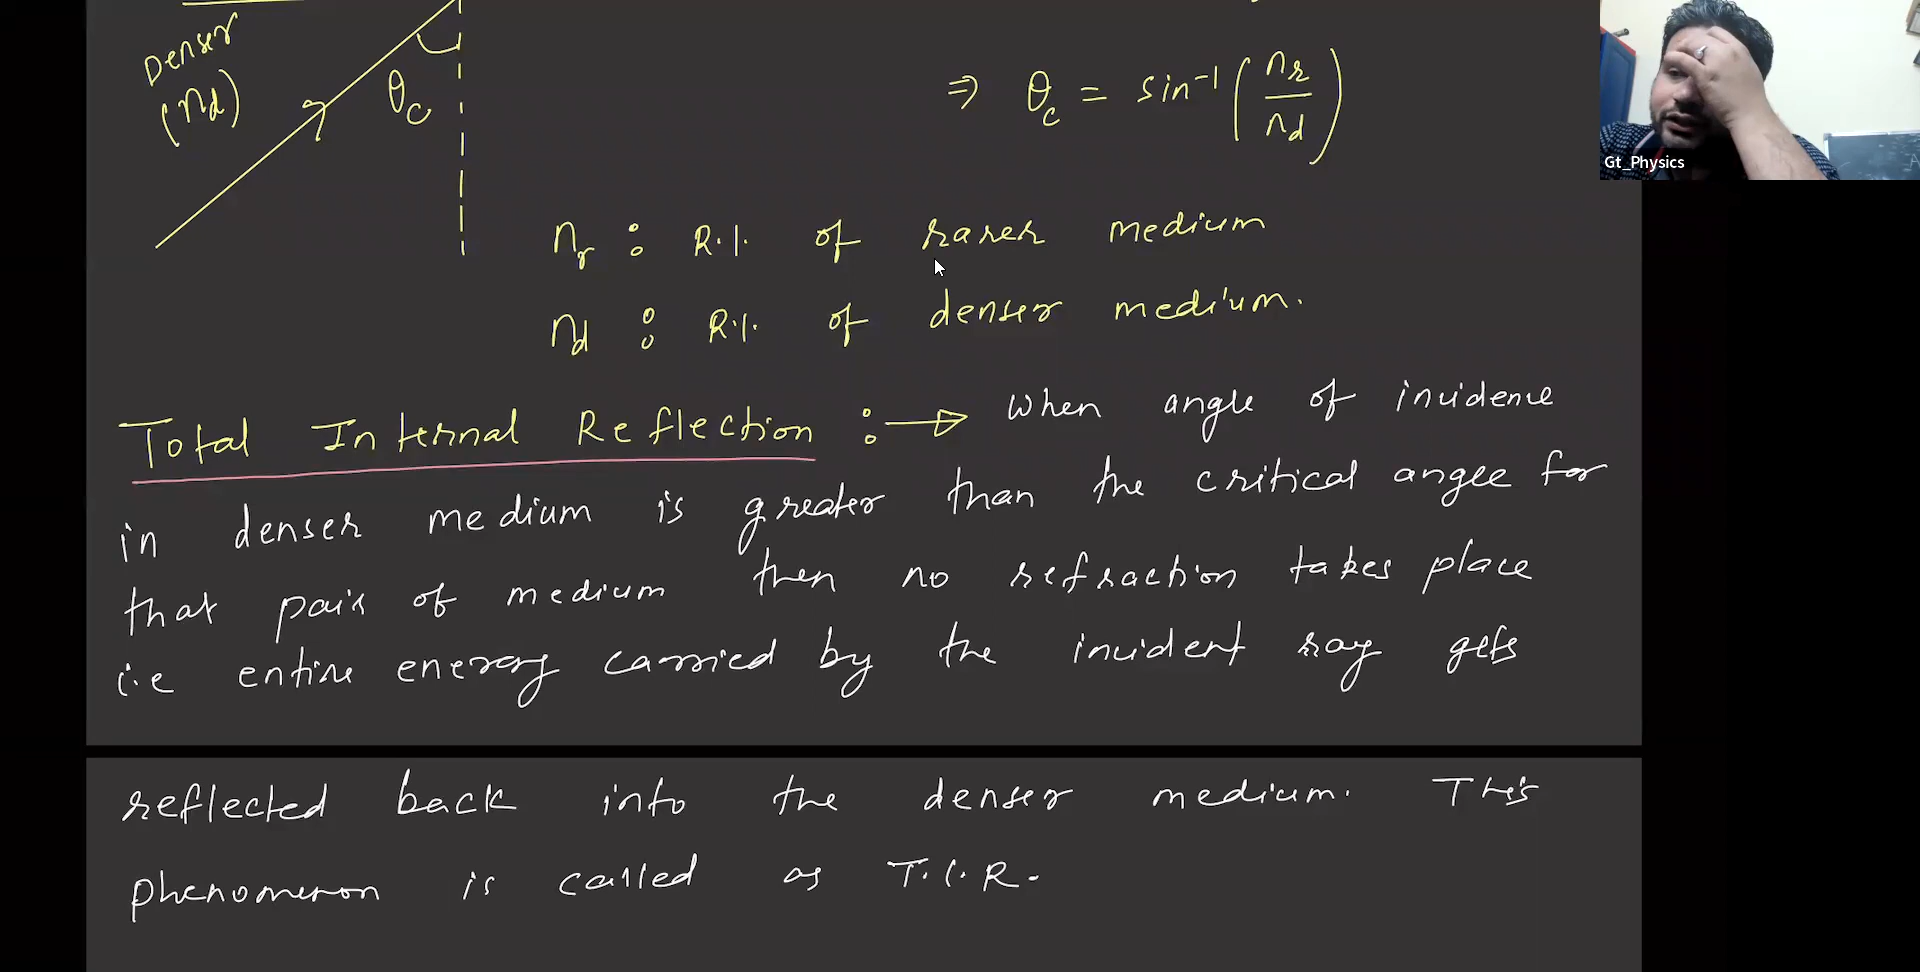 Denser
(nd)
θc
⇒ θc = sin⁻¹ (nr/nd)
Gt_Physics
nr : R.I. of rarer medium
nd : R.I. of denser medium.
Total Internal Reflection :→ When angle of incidence
in denser medium is greater than the critical angle for
that pair of medium then no refraction takes place
i.e entire energy carried by the incident ray gets
reflected back into the denser medium. This
phenomenon is called as T.I.R.